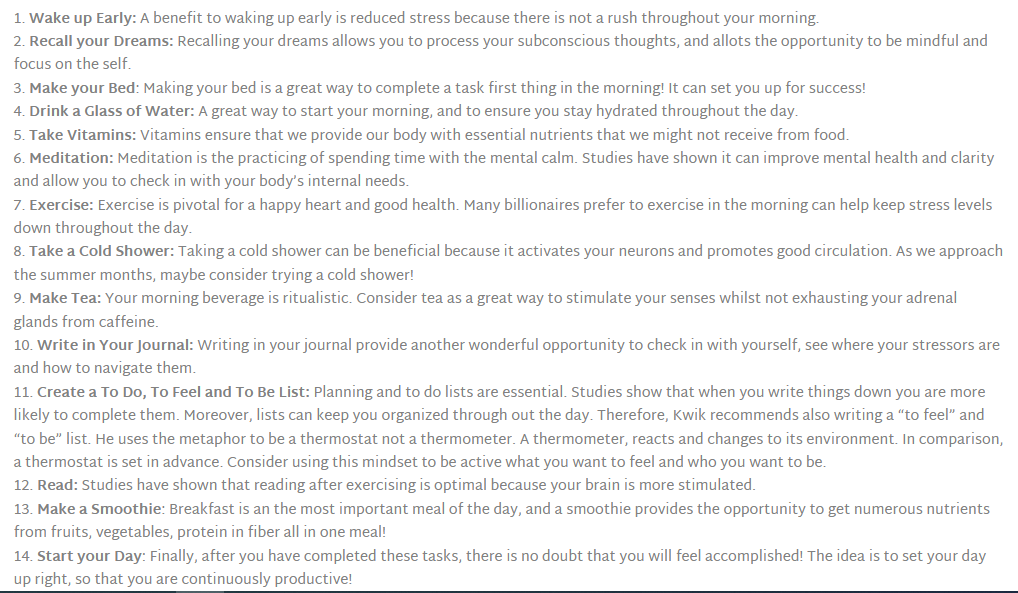 1. Wake up Early: A benefit to waking up early is reduced stress because there is not a rush throughout your morning.
2. Recall your Dreams: Recalling your dreams allows you to process your subconscious thoughts, and allots the opportunity to be mindful and
focus on the self.
3. Make your Bed: Making your bed is a great way to complete a task first thing in the morning! It can set you up for success!
4. Drink a Glass of Water: A great way to start your morning, and to ensure you stay hydrated throughout the day.
5. Take Vitamins: Vitamins ensure that we provide our body with essential nutrients that we might not receive from food.
6. Meditation: Meditation is the practicing of spending time with the mental calm. Studies have shown it can improve mental health and clarity
and allow you to check in with your body’s internal needs.
7. Exercise: Exercise is pivotal for a happy heart and good health. Many billionaires prefer to exercise in the morning can help keep stress levels
down throughout the day.
8. Take a Cold Shower: Taking a cold shower can be beneficial because it activates your neurons and promotes good circulation. As we approach
the summer months, maybe consider trying a cold shower!
9. Make Tea: Your morning beverage is ritualistic. Consider tea as a great way to stimulate your senses whilst not exhausting your adrenal
glands from caffeine.
10. Write in Your Journal: Writing in your journal provide another wonderful opportunity to check in with yourself, see where your stressors are
and how to navigate them.
11. Create a To Do, To Feel and To Be List: Planning and to do lists are essential. Studies show that when you write things down you are more
likely to complete them. Moreover, lists can keep you organized through out the day. Therefore, Kwik recommends also writing a “to feel” and
“to be” list. He uses the metaphor to be a thermostat not a thermometer. A thermometer, reacts and changes to its environment. In comparison,
a thermostat is set in advance. Consider using this mindset to be active what you want to feel and who you want to be.
12. Read: Studies have shown that reading after exercising is optimal because your brain is more stimulated.
13. Make a Smoothie: Breakfast is an the most important meal of the day, and a smoothie provides the opportunity to get numerous nutrients
from fruits, vegetables, protein in fiber all in one meal!
14. Start your Day: Finally, after you have completed these tasks, there is no doubt that you will feel accomplished! The idea is to set your day
up right, so that you are continuously productive!